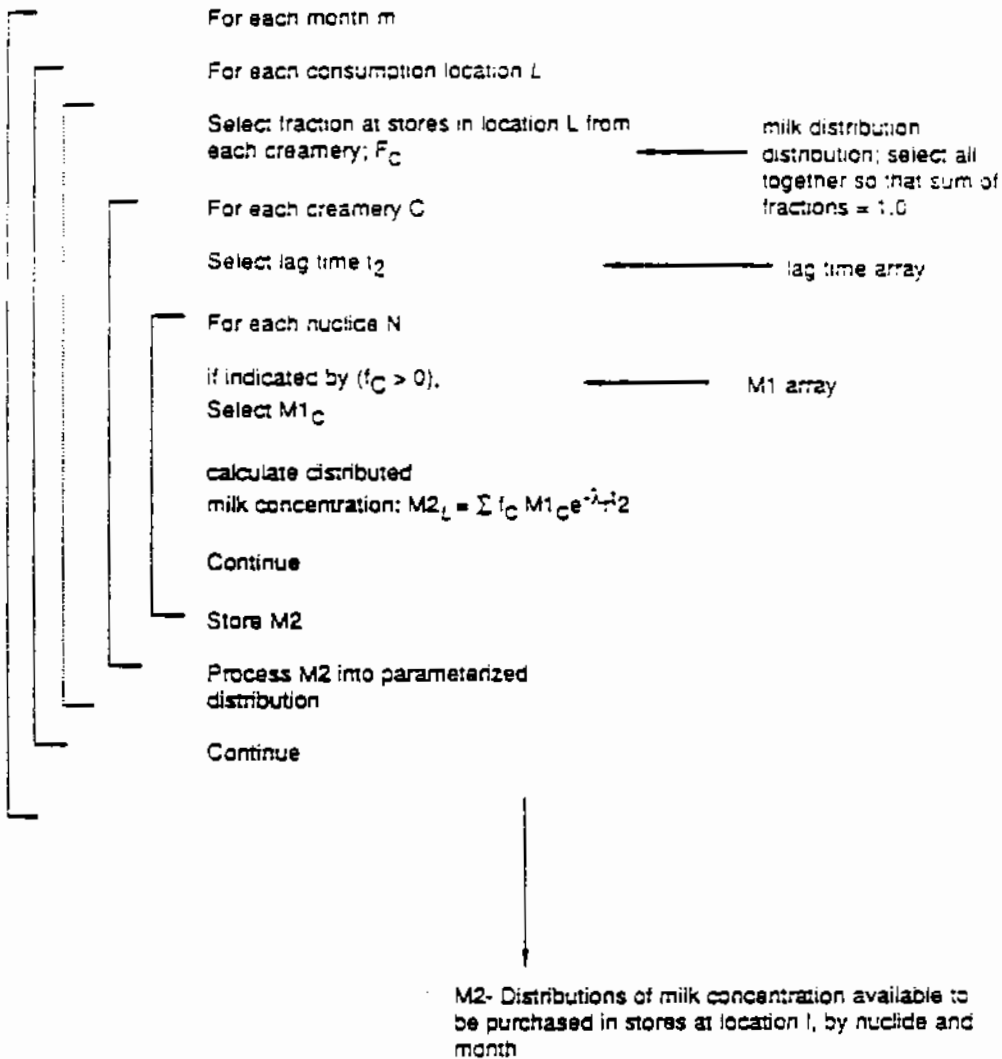 For each month m
For each consumption location L
Select fraction at stores in location L from
each creamery; F_C
milk distribution
distribution; select all
together so that sum of
fractions = 1.0
For each creamery C
Select lag time t_2
lag time array
For each nuclide N
if indicated by (f_C > 0),
Select M1_C
M1 array
calculate distributed
milk concentration: M2_L = Σ f_C M1_C e^-λ_r t_2
Continue
Store M2
Process M2 into parameterized
distribution
Continue
M2- Distributions of milk concentration available to
be purchased in stores at location l, by nuclide and
month